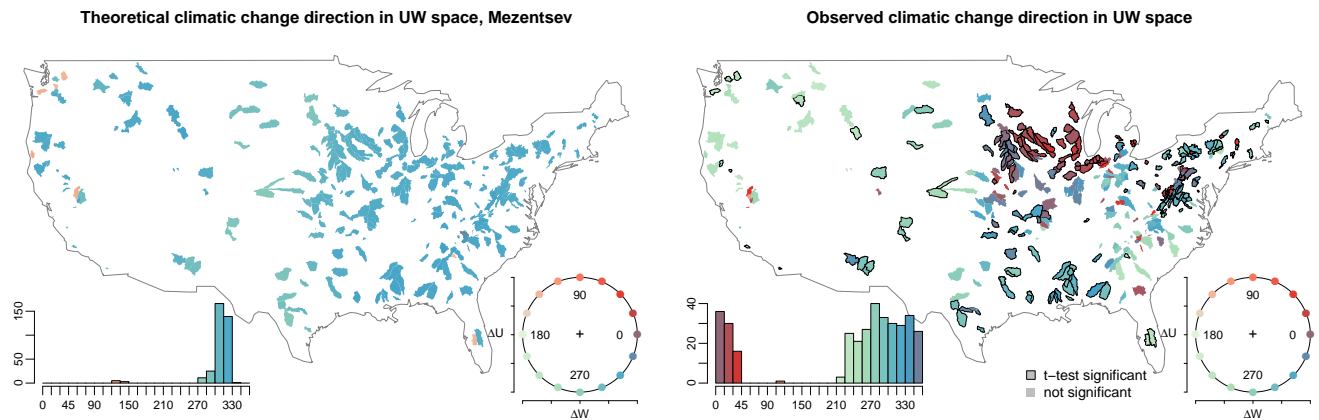 Theoretical climatic change direction in UW space, Mezentsev
150
50
0
0 45 90 150 210 270 330
90
180 + 0
270
ΔW
Observed climatic change direction in UW space
40
20
0
0 45 90 150 210 270 330
t−test significant
not significant
ΔU
90
180 + 0
270
ΔW